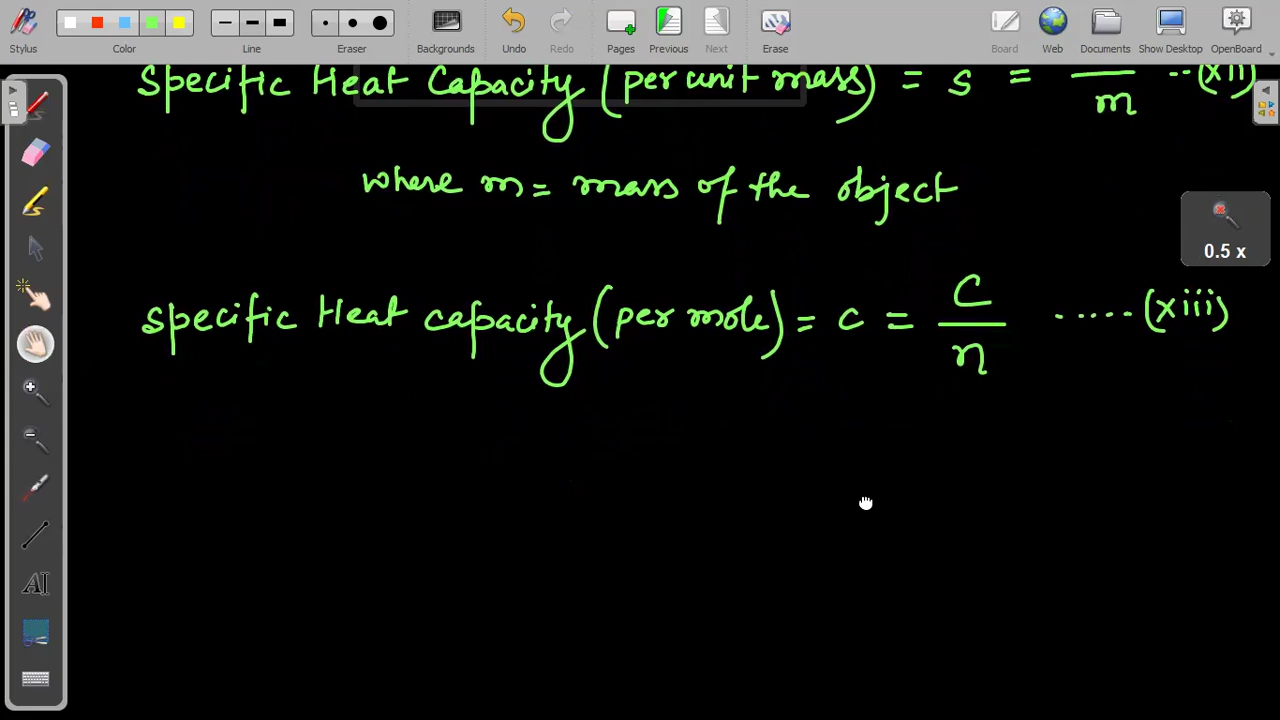 Stylus
Color
Line
Eraser
Backgrounds
Undo
Redo
Pages
Previous
Next
Erase
Board
Web
Documents
Show Desktop
OpenBoard
Specific Heat Capacity (per unit mass) = s = —/m ..(xii)
where m = mass of the object
0.5 x
specific Heat capacity (per mole) = c = C/n .....(xiii)
AI